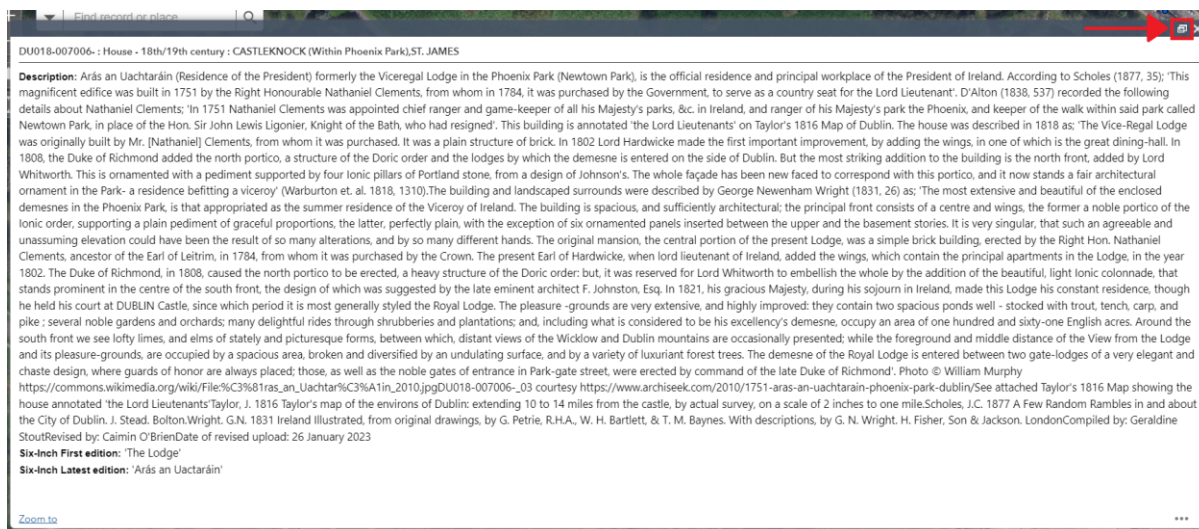 Find record or place
DU018-007006- : House - 18th/19th century : CASTLEKNOCK (Within Phoenix Park),ST. JAMES
Description: Arás an Uachtaráin (Residence of the President) formerly the Viceregal Lodge in the Phoenix Park (Newtown Park), is the official residence and principal workplace of the President of Ireland. According to Scholes (1877, 35); 'This
magnificent edifice was built in 1751 by the Right Honourable Nathaniel Clements, from whom in 1784, it was purchased by the Government, to serve as a country seat for the Lord Lieutenant'. D'Alton (1838, 537) recorded the following
details about Nathaniel Clements; 'In 1751 Nathaniel Clements was appointed chief ranger and game-keeper of all his Majesty's parks, &c. in Ireland, and ranger of his Majesty's park the Phoenix, and keeper of the walk within said park called
Newtown Park, in place of the Hon. Sir John Lewis Ligonier, Knight of the Bath, who had resigned'. This building is annotated 'the Lord Lieutenants' on Taylor's 1816 Map of Dublin. The house was described in 1818 as; 'The Vice-Regal Lodge
was originally built by Mr. [Nathaniel] Clements, from whom it was purchased. It was a plain structure of brick. In 1802 Lord Hardwicke made the first important improvement, by adding the wings, in one of which is the great dining-hall. In
1808, the Duke of Richmond added the north portico, a structure of the Doric order and the lodges by which the demesne is entered on the side of Dublin. But the most striking addition to the building is the north front, added by Lord
Whitworth. This is ornamented with a pediment supported by four Ionic pillars of Portland stone, from a design of Johnson's. The whole façade has been new faced to correspond with this portico, and it now stands a fair architectural
ornament in the Park- a residence befitting a viceroy' (Warburton et. al. 1818, 1310).The building and landscaped surrounds were described by George Newenham Wright (1831, 26) as; 'The most extensive and beautiful of the enclosed
demesnes in the Phoenix Park, is that appropriated as the summer residence of the Viceroy of Ireland. The building is spacious, and sufficiently architectural; the principal front consists of a centre and wings, the former a noble portico of the
Ionic order, supporting a plain pediment of graceful proportions, the latter, perfectly plain, with the exception of six ornamented panels inserted between the upper and the basement stories. It is very singular, that such an agreeable and
unassuming elevation could have been the result of so many alterations, and by so many different hands. The original mansion, the central portion of the present Lodge, was a simple brick building, erected by the Right Hon. Nathaniel
Clements, ancestor of the Earl of Leitrim, in 1784, from whom it was purchased by the Crown. The present Earl of Hardwicke, when lord lieutenant of Ireland, added the wings, which contain the principal apartments in the Lodge, in the year
1802. The Duke of Richmond, in 1808, caused the north portico to be erected, a heavy structure of the Doric order: but, it was reserved for Lord Whitworth to embellish the whole by the addition of the beautiful, light Ionic colonnade, that
stands prominent in the centre of the south front, the design of which was suggested by the late eminent architect F. Johnston, Esq. In 1821, his gracious Majesty, during his sojourn in Ireland, made this Lodge his constant residence, though
he held his court at DUBLIN Castle, since which period it is most generally styled the Royal Lodge. The pleasure -grounds are very extensive, and highly improved: they contain two spacious ponds well - stocked with trout, tench, carp, and
pike ; several noble gardens and orchards; many delightful rides through shrubberies and plantations; and, including what is considered to be his excellency's demesne, occupy an area of one hundred and sixty-one English acres. Around the
south front we see lofty limes, and elms of stately and picturesque forms, between which, distant views of the Wicklow and Dublin mountains are occasionally presented; while the foreground and middle distance of the View from the Lodge
and its pleasure-grounds, are occupied by a spacious area, broken and diversified by an undulating surface, and by a variety of luxuriant forest trees. The demesne of the Royal Lodge is entered between two gate-lodges of a very elegant and
chaste design, where guards of honor are always placed; those, as well as the noble gates of entrance in Park-gate street, were erected by command of the late Duke of Richmond'. Photo © William Murphy
https://commons.wikimedia.org/wiki/File:%C3%81ras_an_Uachtar%C3%A1in_2010.jpgDU018-007006-_03 courtesy https://www.archiseek.com/2010/1751-aras-an-uachtarain-phoenix-park-dublin/See attached Taylor's 1816 Map showing the
house annotated 'the Lord Lieutenants'Taylor, J. 1816 Taylor's map of the environs of Dublin: extending 10 to 14 miles from the castle, by actual survey, on a scale of 2 inches to one mile.Scholes, J.C. 1877 A Few Random Rambles in and about
the City of Dublin. J. Stead. Bolton.Wright. G.N. 1831 Ireland Illustrated, from original drawings, by G. Petrie, R.H.A., W. H. Bartlett, & T. M. Baynes. With descriptions, by G. N. Wright. H. Fisher, Son & Jackson. LondonCompiled by: Geraldine
StoutRevised by: Caimin O'BrienDate of revised upload: 26 January 2023
Six-Inch First edition: 'The Lodge'
Six-Inch Latest edition: 'Arás an Uactaráin'
Zoom to